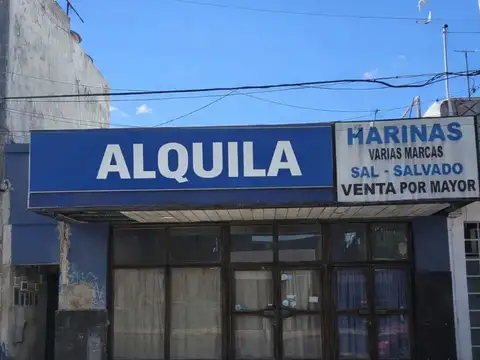 ALQUILA
HARINAS
VARIAS MARCAS
SAL - SALVADO
VENTA POR MAYOR